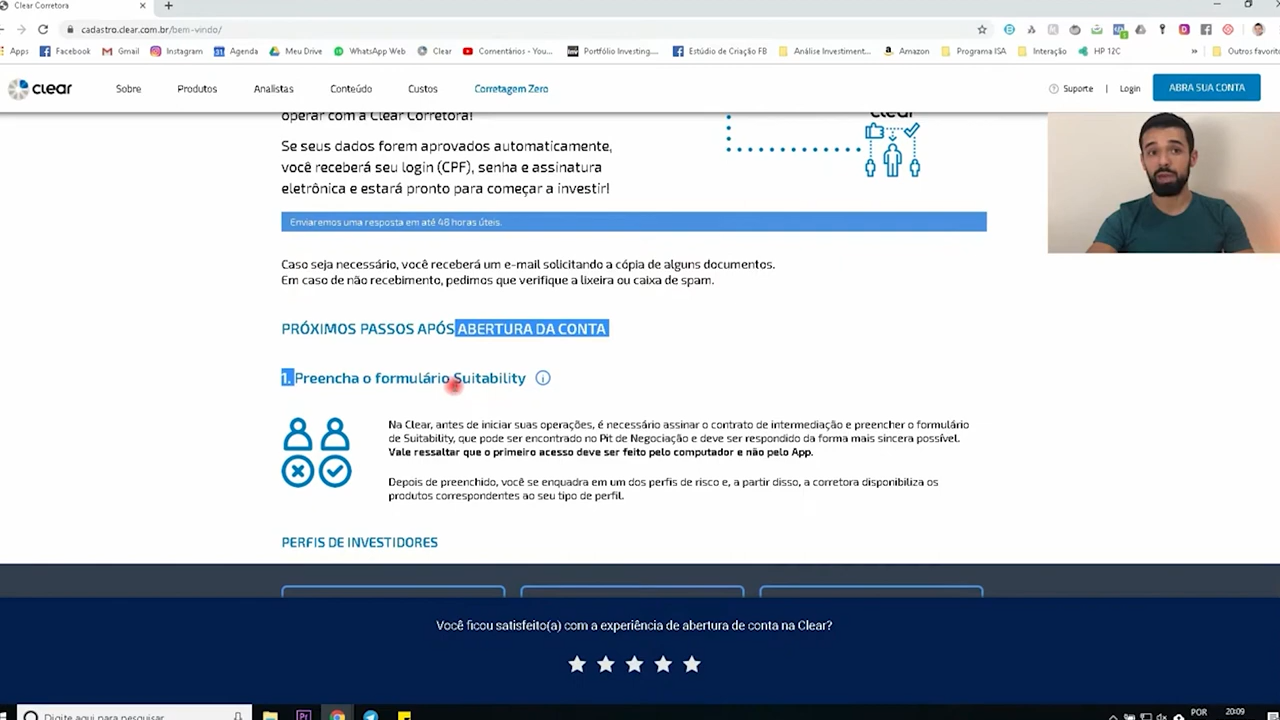 Clear Corretora
cadastro.clear.com.br/bem-vindo/
Apps Facebook Gmail Instagram Agenda Meu Drive WhatsApp Web Clear Comentários - You... Portfólio Investing.... Estúdio de Criação FB Análise Investiment... Amazon Programa ISA Interação HP 12C » Outros favorit
clear Sobre Produtos Analistas Conteúdo Custos Corretagem Zero Suporte | Login ABRA SUA CONTA
operar com a Clear Corretora!
clear
Se seus dados forem aprovados automaticamente,
você receberá seu login (CPF), senha e assinatura
eletrônica e estará pronto para começar a investir!
Enviaremos uma resposta em até 48 horas úteis.
Caso seja necessário, você receberá um e-mail solicitando a cópia de alguns documentos.
Em caso de não recebimento, pedimos que verifique a lixeira ou caixa de spam.
PRÓXIMOS PASSOS APÓS ABERTURA DA CONTA
1. Preencha o formulário Suitability
Na Clear, antes de iniciar suas operações, é necessário assinar o contrato de intermediação e preencher o formulário
de Suitability, que pode ser encontrado no Pit de Negociação e deve ser respondido da forma mais sincera possível.
Vale ressaltar que o primeiro acesso deve ser feito pelo computador e não pelo App.
Depois de preenchido, você se enquadra em um dos perfis de risco e, a partir disso, a corretora disponibiliza os
produtos correspondentes ao seu tipo de perfil.
PERFIS DE INVESTIDORES
Você ficou satisfeito(a) com a experiência de abertura de conta na Clear?
Digite aqui para pesquisar
POR 20:09